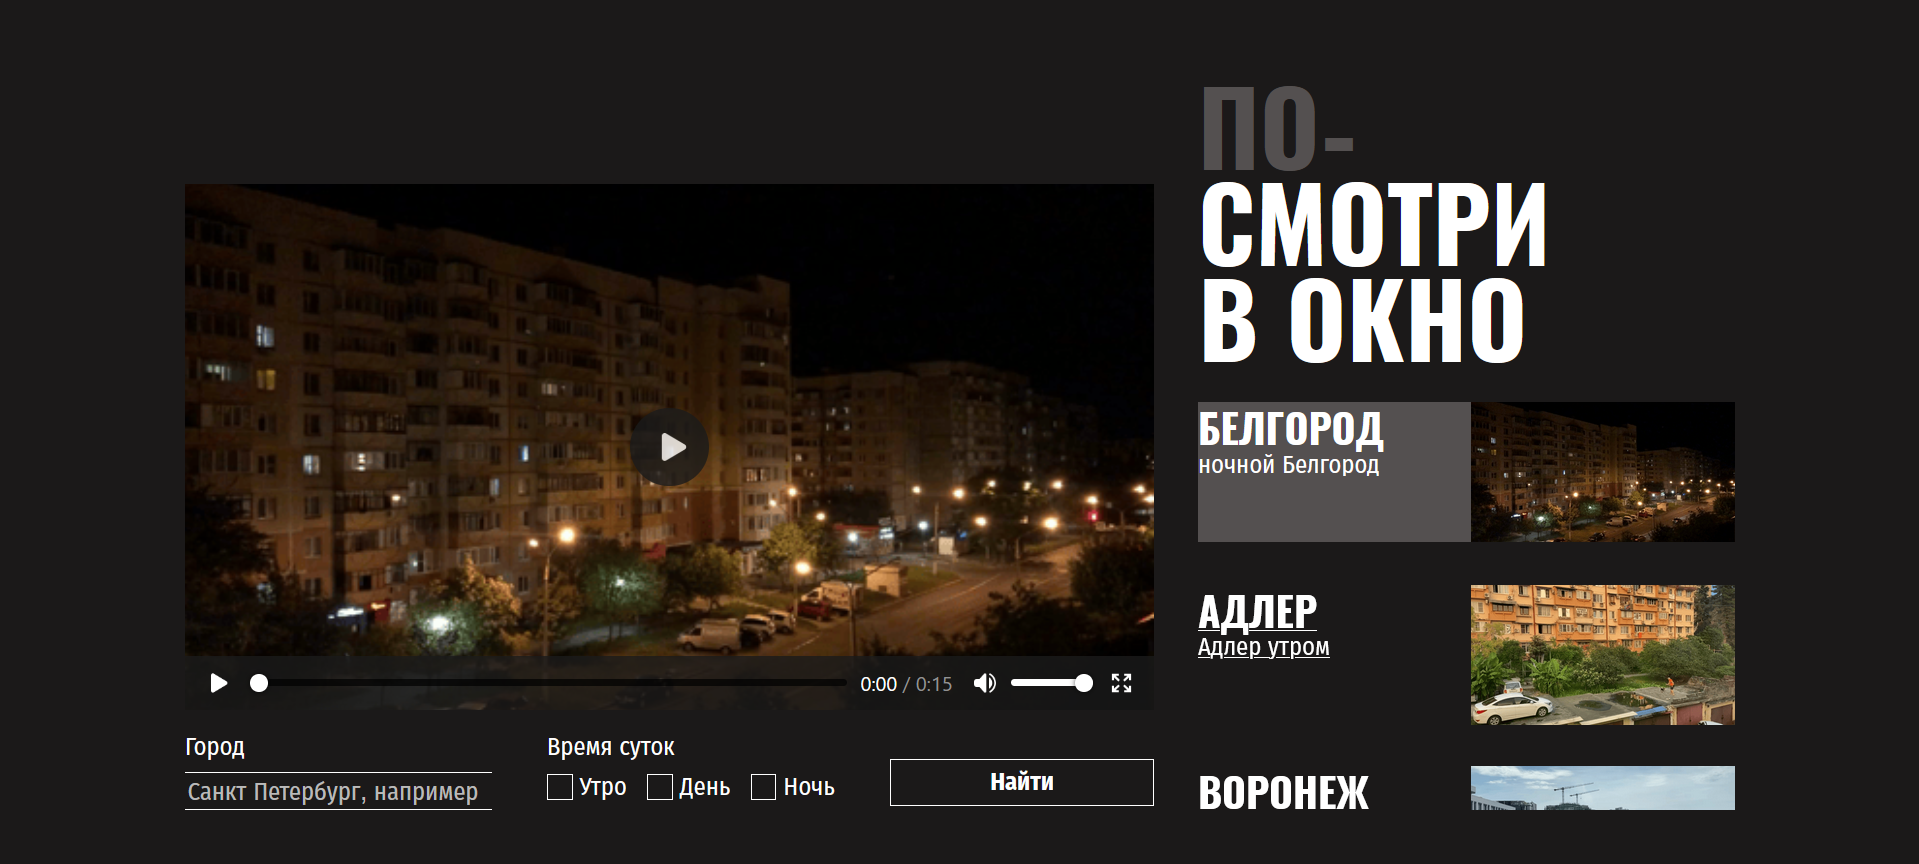 ПО-
СМОТРИ
В ОКНО
БЕЛГОРОД
ночной Белгород
АДЛЕР
Адлер утром
ВОРОНЕЖ
0:00 / 0:15
Город
Санкт Петербург, например
Время суток
Утро День Ночь
Найти